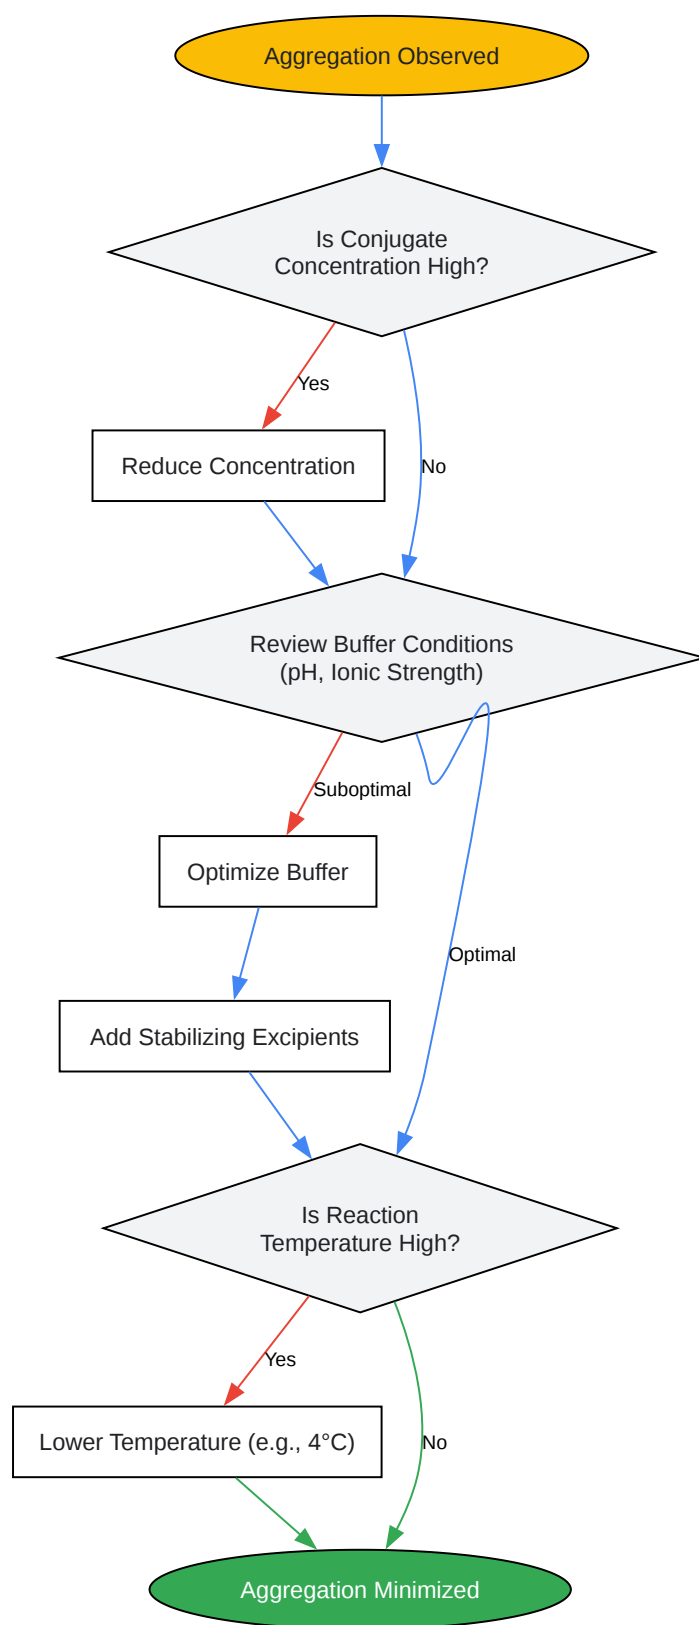 Aggregation Observed
Is Conjugate
Concentration High?
Yes
Reduce Concentration
No
Review Buffer Conditions
(pH, Ionic Strength)
Suboptimal
Optimize Buffer
Optimal
Add Stabilizing Excipients
Is Reaction
Temperature High?
Yes
Lower Temperature (e.g., 4°C)
No
Aggregation Minimized